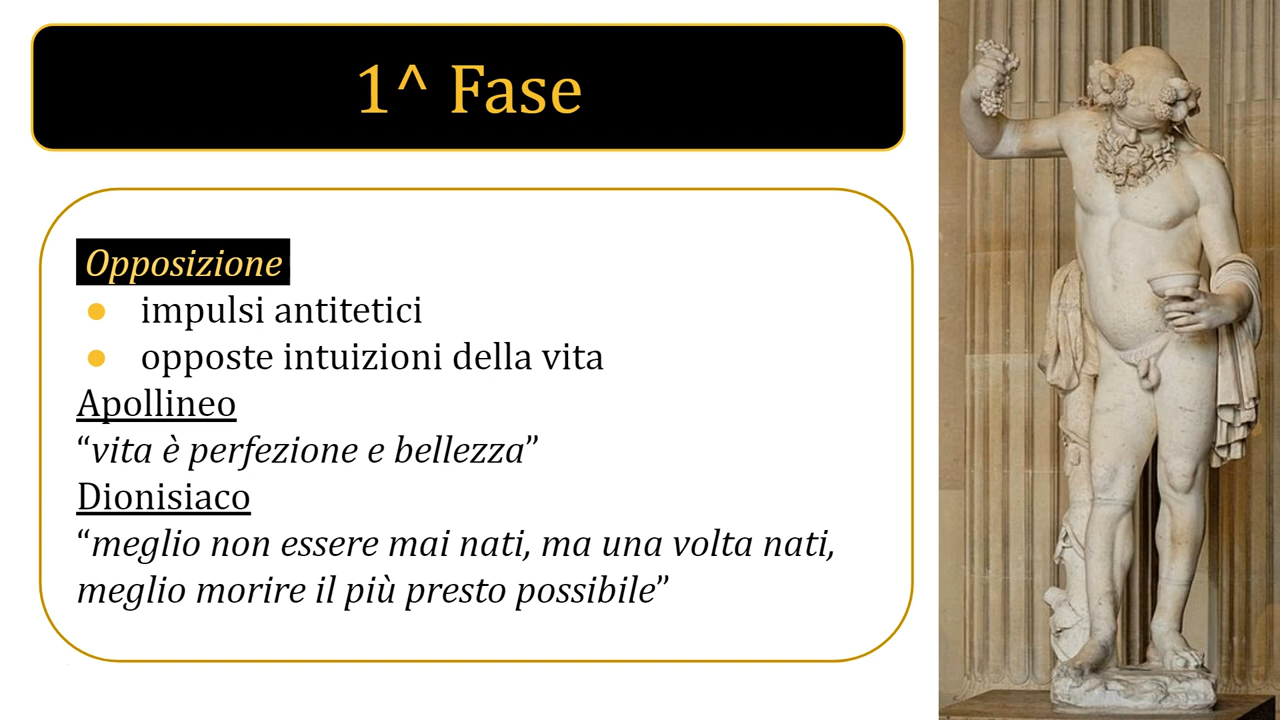 1^ Fase
Opposizione
● impulsi antitetici
● opposte intuizioni della vita
Apollineo
“vita è perfezione e bellezza”
Dionisiaco
“meglio non essere mai nati, ma una volta nati,
meglio morire il più presto possibile”